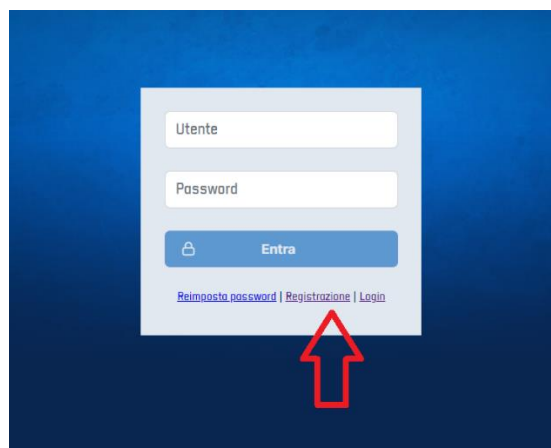 Utente
Password
Entra
Reimposta password | Registrazione | Login